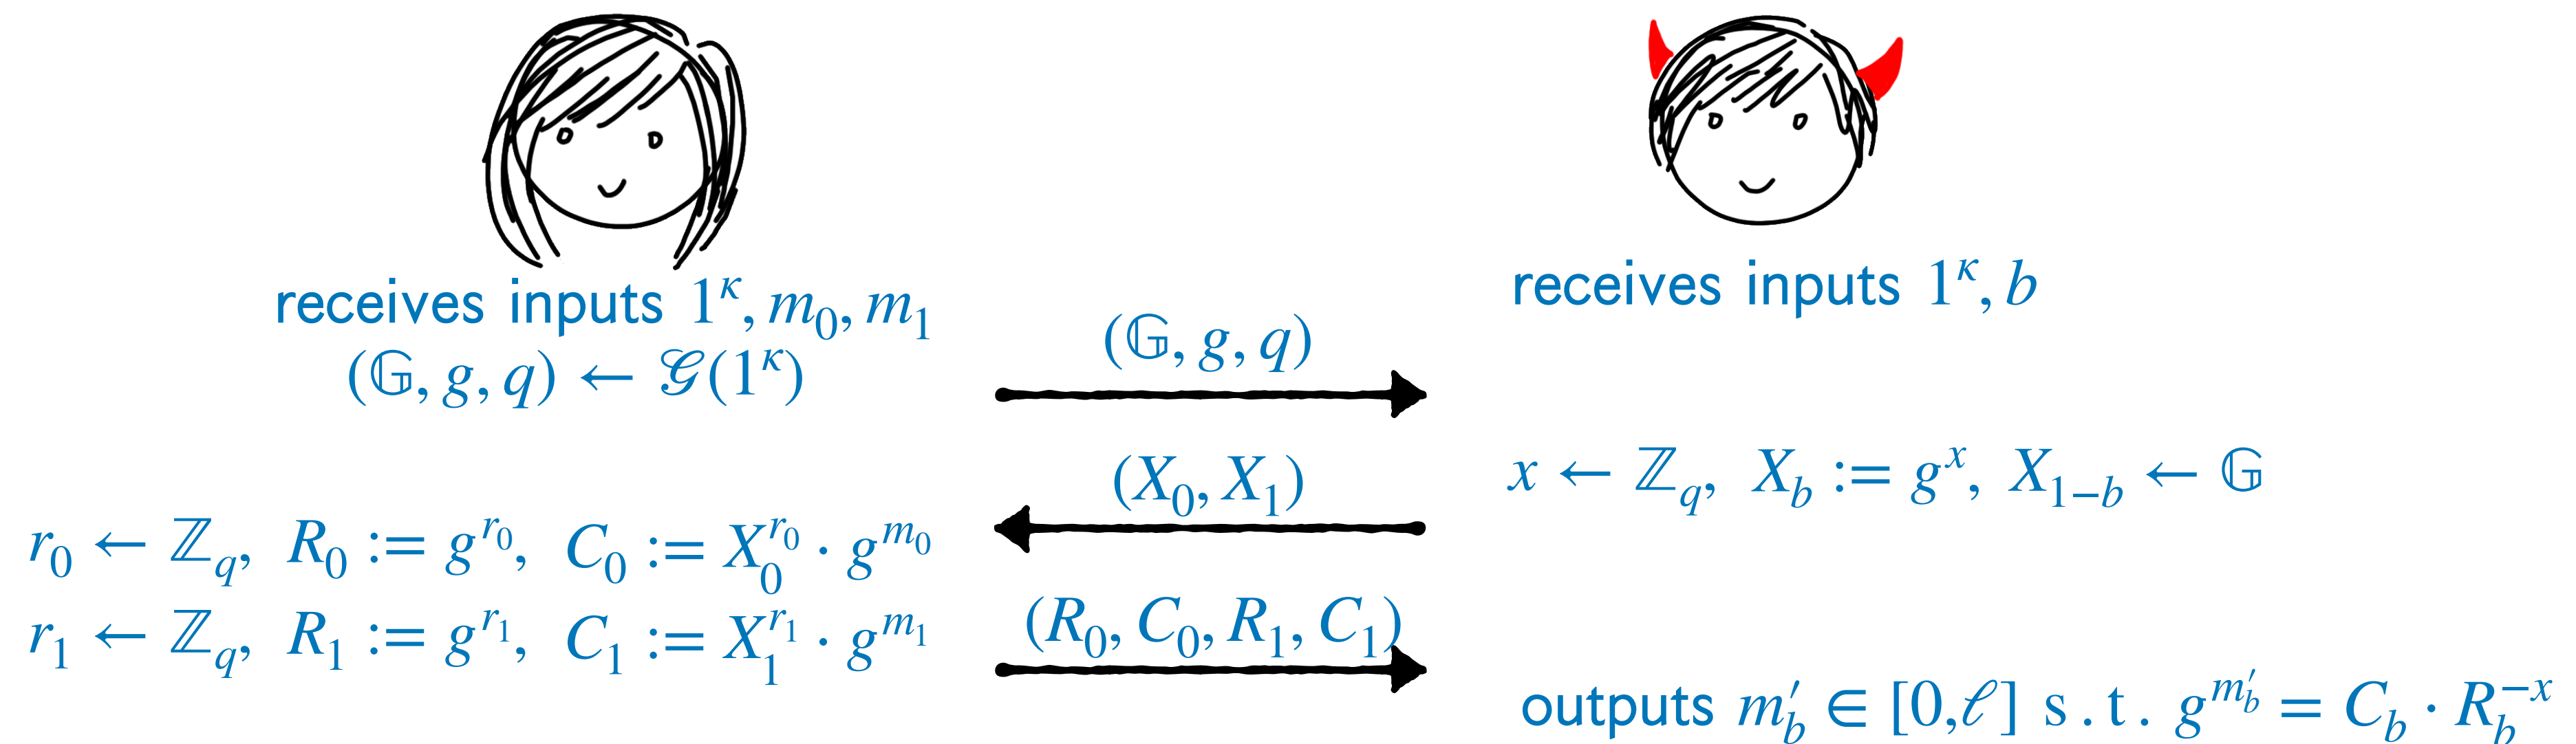 receives inputs 1^κ, m_0, m_1
(𝔾, g, q) ← 𝒢(1^κ)
(𝔾, g, q)
receives inputs 1^κ, b
x ← ℤ_q, X_b := g^x, X_{1−b} ← 𝔾
(X_0, X_1)
r_0 ← ℤ_q, R_0 := g^{r_0}, C_0 := X_0^{r_0} · g^{m_0}
r_1 ← ℤ_q, R_1 := g^{r_1}, C_1 := X_1^{r_1} · g^{m_1}
(R_0, C_0, R_1, C_1)
outputs m′_b ∈ [0,ℓ] s.t. g^{m′_b} = C_b · R_b^{−x}